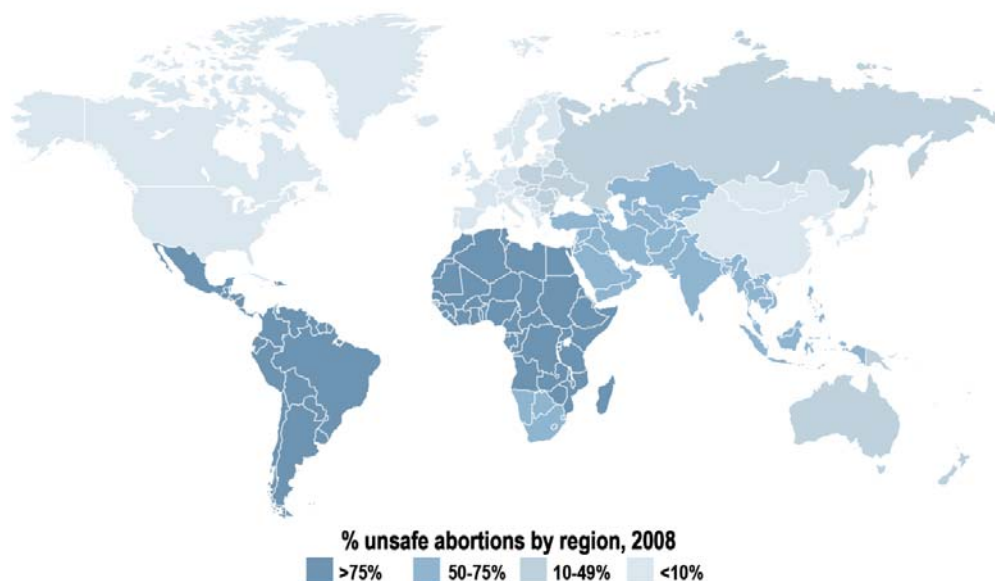 % unsafe abortions by region, 2008
>75% 50-75% 10-49% <10%